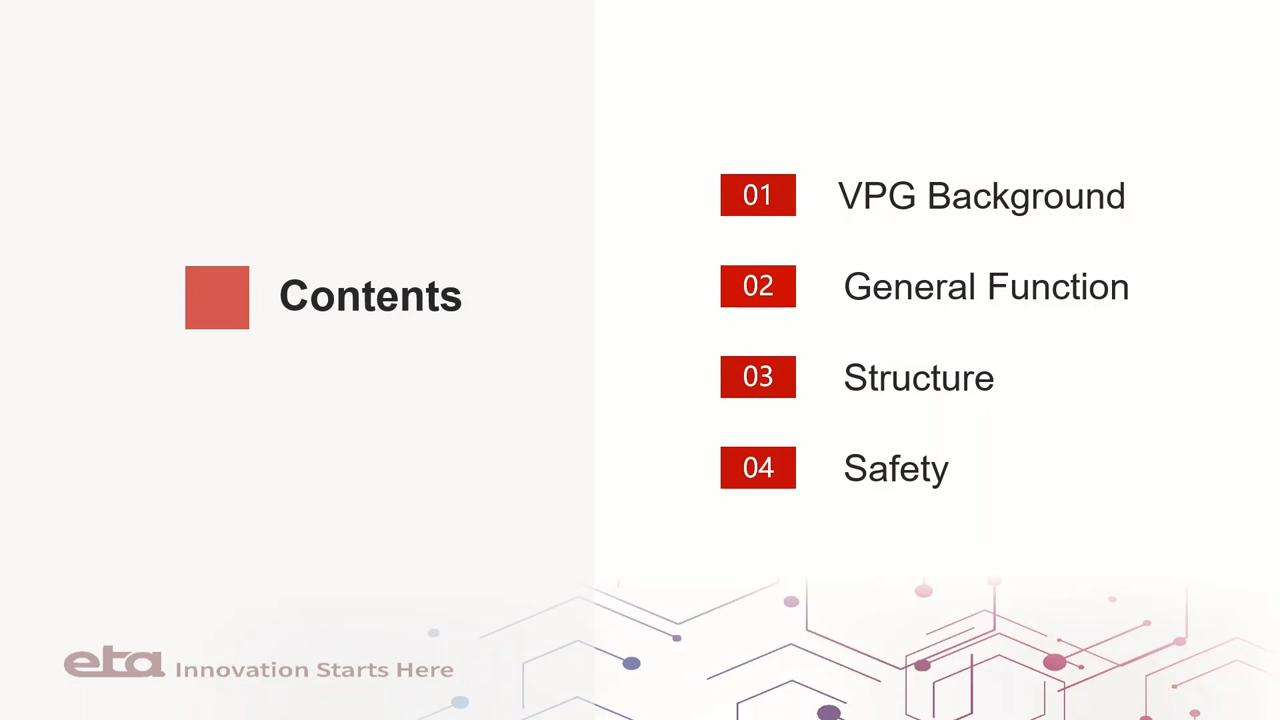 Contents
01 VPG Background
02 General Function
03 Structure
04 Safety
eta Innovation Starts Here